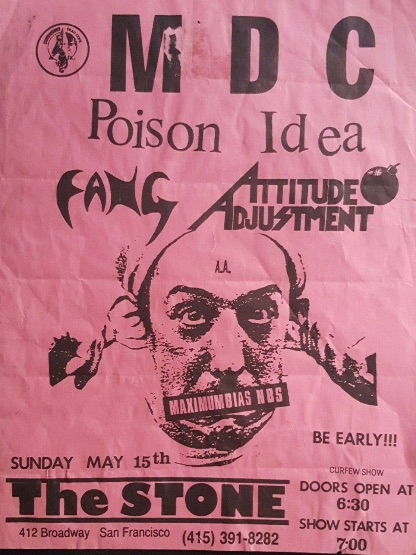 MDC
Poison Idea
FANG
ATTITUDE ADJUSTMENT
A.A.
MAXIMUMBIAS NBS
BE EARLY!!!
SUNDAY MAY 15th
The STONE
412 Broadway San Francisco (415) 391-8282
CURFEW SHOW
DOORS OPEN AT
6:30
SHOW STARTS AT
7:00